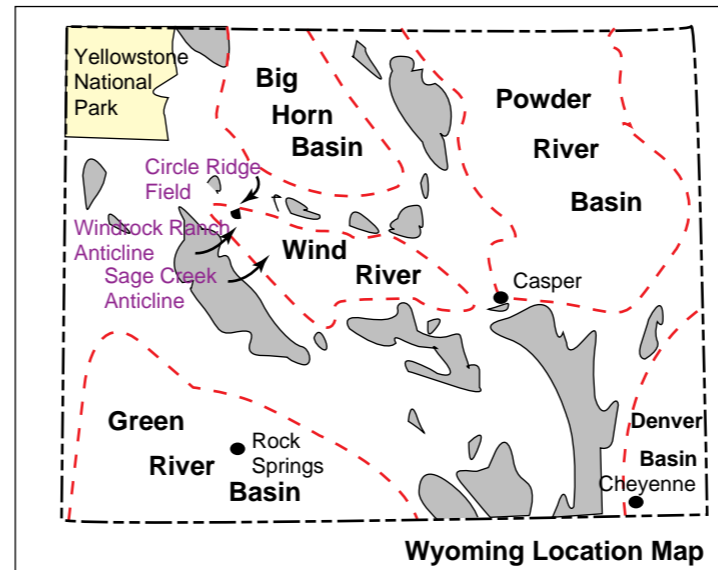 Yellowstone
National
Park
Big
Horn
Basin
Powder
River
Basin
Circle Ridge
Field
Windrock Ranch
Anticline
Sage Creek
Anticline
Wind
River
Casper
Green
River
Basin
Rock
Springs
Denver
Basin
Cheyenne
Wyoming Location Map